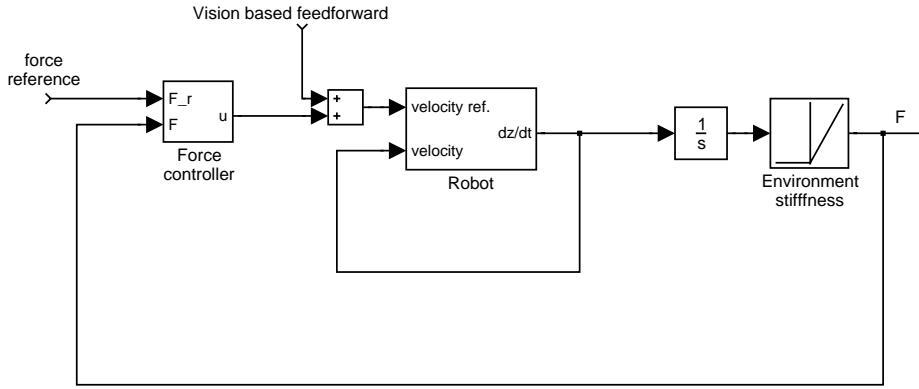 Vision based feedforward
force
reference
F_r
F
u
Force
controller
+
+
velocity ref.
velocity
dz/dt
Robot
1
s
Environment
stifffness
F